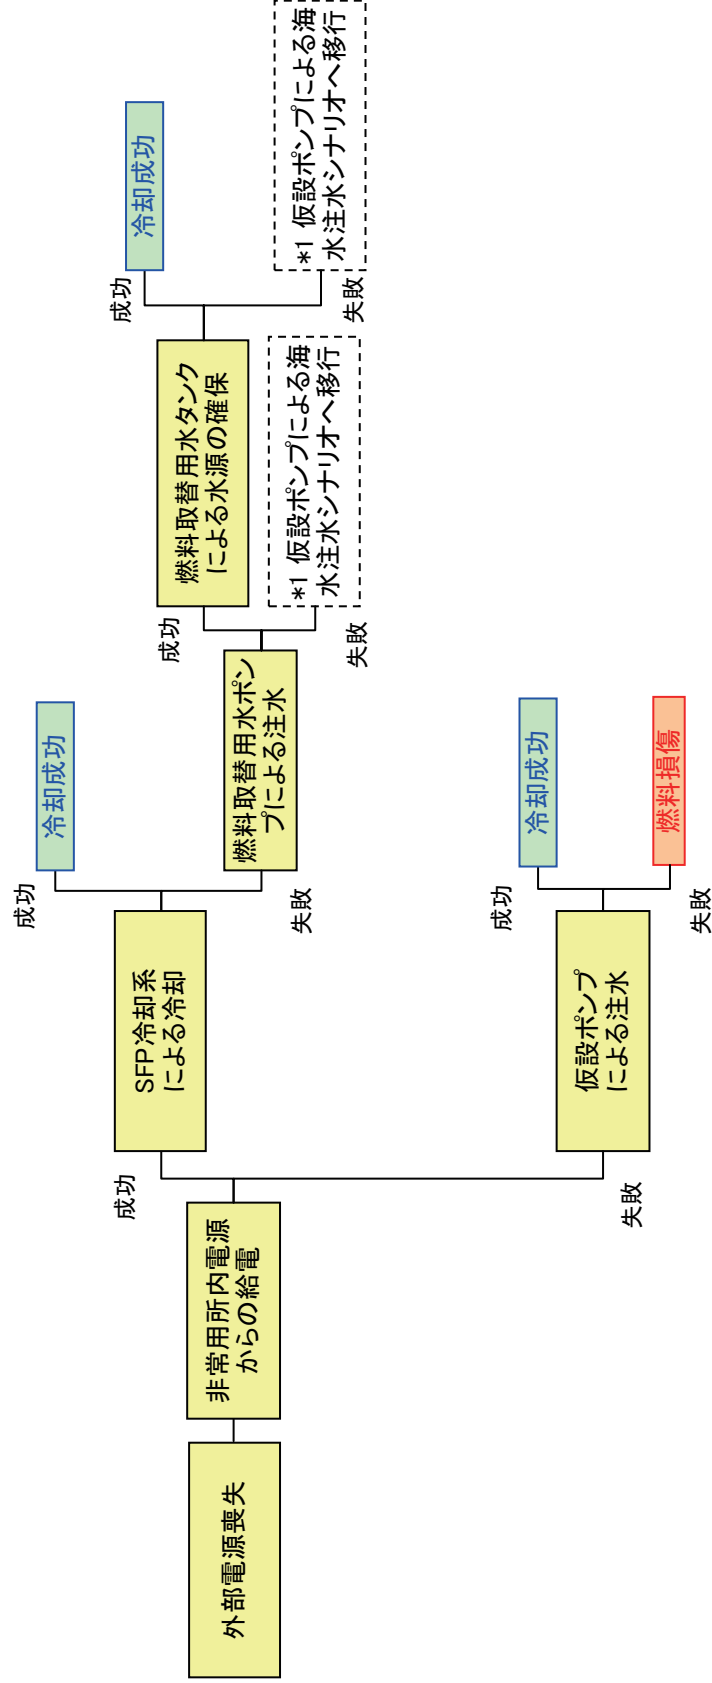 外部電源喪失
非常用所内電源
からの給電
成功
失敗
SFP冷却系
による冷却
成功
冷却成功
失敗
燃料取替用水ポン
プによる注水
成功
燃料取替用水タンク
による水源の確保
成功
冷却成功
失敗
*1 仮設ポンプによる海
水注水シナリオへ移行
失敗
*1 仮設ポンプによる海
水注水シナリオへ移行
仮設ポンプ
による注水
成功
冷却成功
失敗
燃料損傷